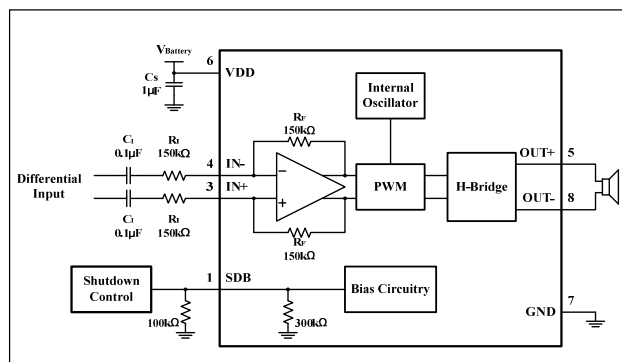 VBattery
6
VDD
CS
1µF
Internal
Oscillator
RF
150kΩ
CI
0.1µF
RI
150kΩ
4
IN-
OUT+
5
Differential
Input
3
IN+
PWM
H-Bridge
OUT-
8
CI
0.1µF
RI
150kΩ
RF
150kΩ
Shutdown
Control
1
SDB
Bias Circuitry
100kΩ
300kΩ
7
GND